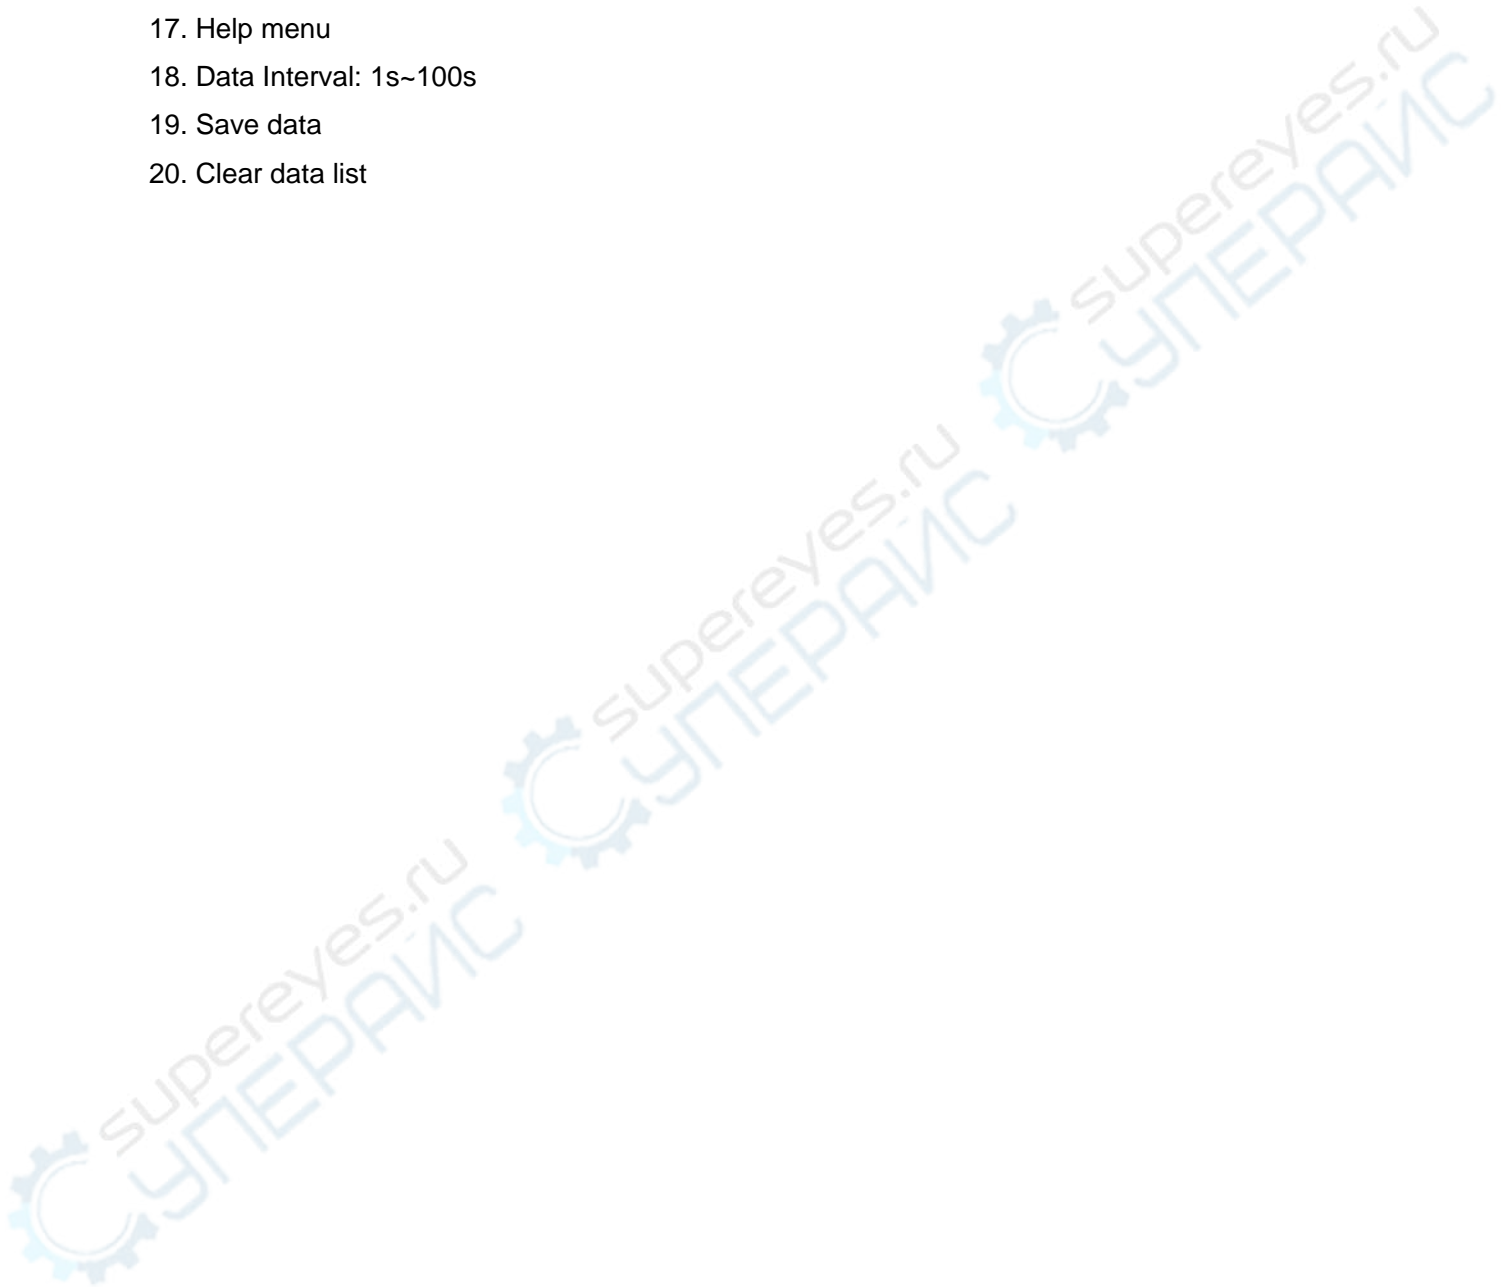 17. Help menu
18. Data Interval: 1s~100s
19. Save data
20. Clear data list
supereyes.ru
СУПЕРАЙС
supereyes.ru
СУПЕРАЙС
supereyes.ru
СУПЕРАЙС